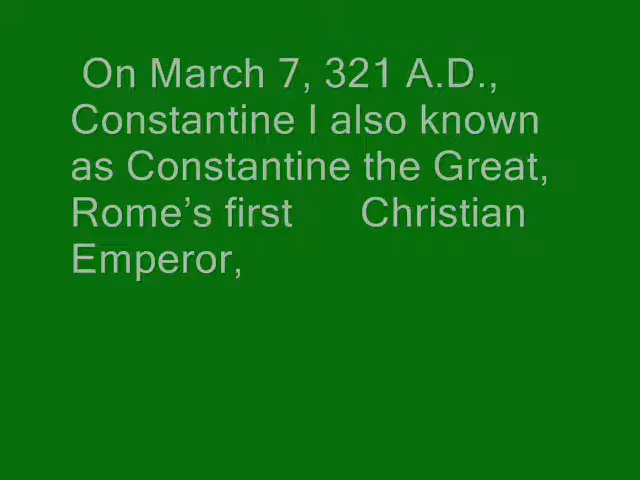 On March 7, 321 A.D.,
Constantine I also known
as Constantine the Great,
Rome’s first Christian
Emperor,